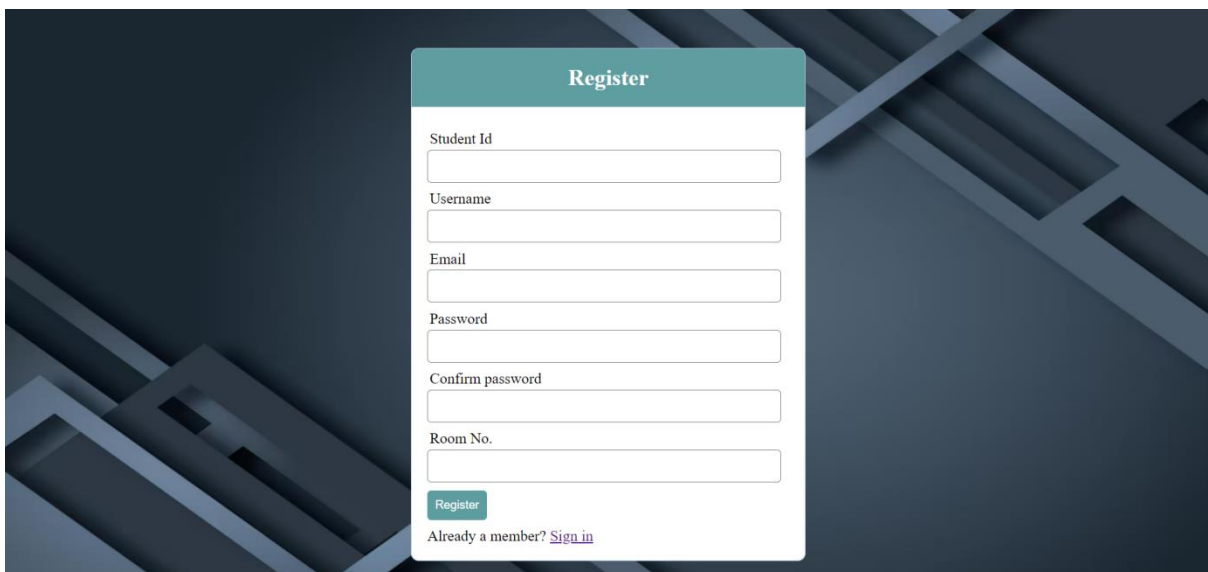 Register
Student Id
Username
Email
Password
Confirm password
Room No.
Register
Already a member? Sign in